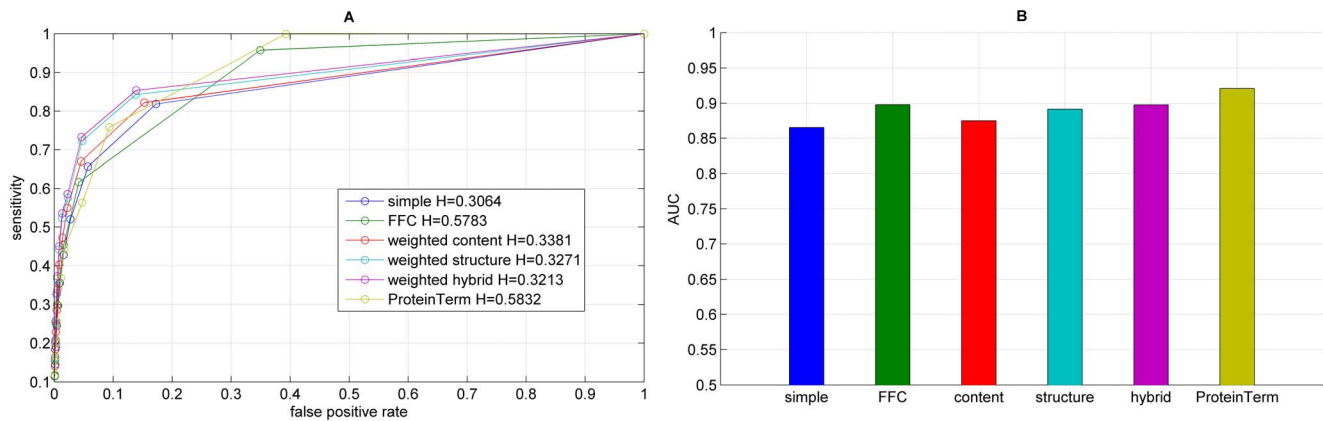 A
1
0.9
0.8
0.7
0.6
0.5
0.4
0.3
0.2
0.1
sensitivity
simple H=0.3064
FFC H=0.5783
weighted content H=0.3381
weighted structure H=0.3271
weighted hybrid H=0.3213
ProteinTerm H=0.5832
0 0.1 0.2 0.3 0.4 0.5 0.6 0.7 0.8 0.9 1
false positive rate
B
1
0.95
0.9
0.85
0.8
0.75
0.7
0.65
0.6
0.55
0.5
AUC
simple FFC content structure hybrid ProteinTerm